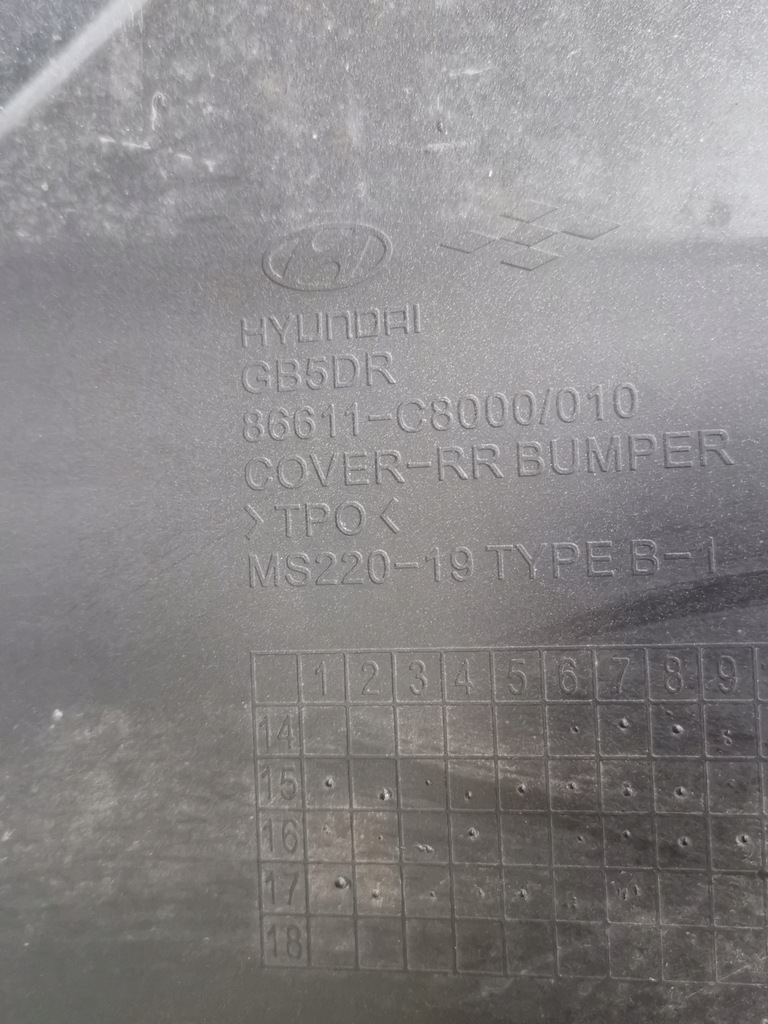 HYUNDAI
GB5DR
86611-C8000/010
COVER-RR BUMPER
>TPO<
MS220-19 TYPE B-1
1 2 3 4 5 6 7 8 9
14
15
16
17
18